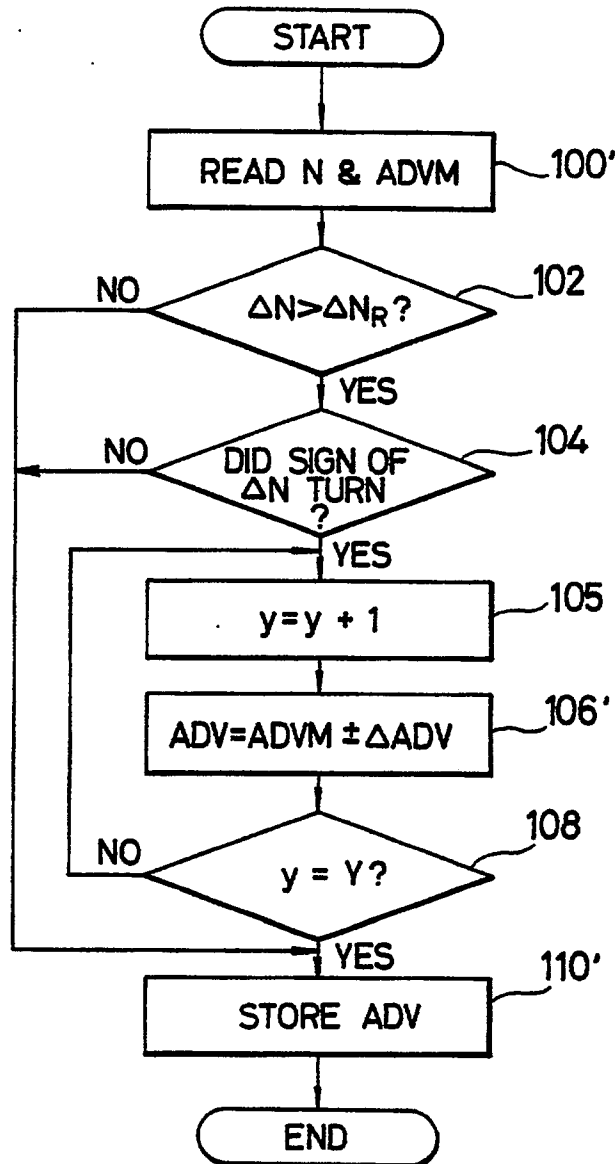 START
READ N & ADVM
100'
102
NO
ΔN>ΔN_R?
YES
104
NO
DID SIGN OF
ΔN TURN
?
YES
105
y=y + 1
106'
ADV=ADVM ± ΔADV
108
NO
y = Y?
YES
110'
STORE ADV
END